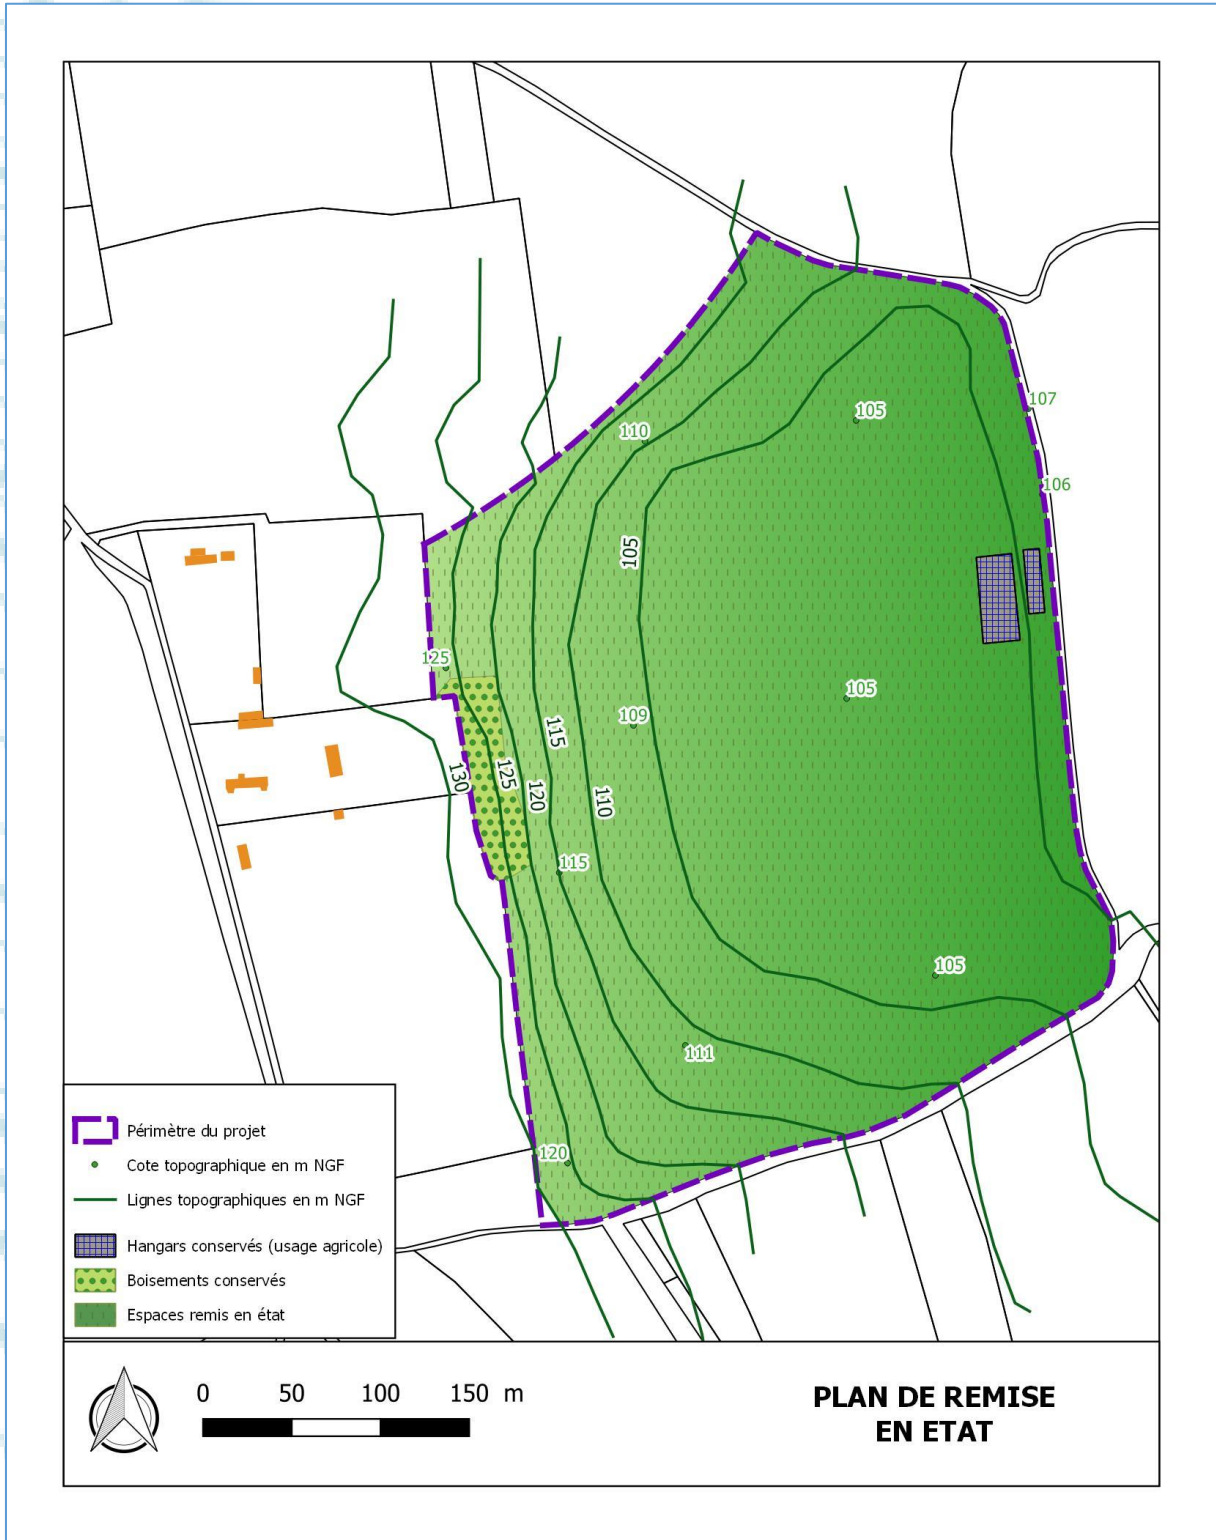 107
105
110
106
105
125
105
109
115
130
125
120
110
115
105
111
120
Périmètre du projet
Cote topographique en m NGF
Lignes topographiques en m NGF
Hangars conservés (usage agricole)
Boisements conservés
Espaces remis en état
0 50 100 150 m
PLAN DE REMISE
EN ETAT